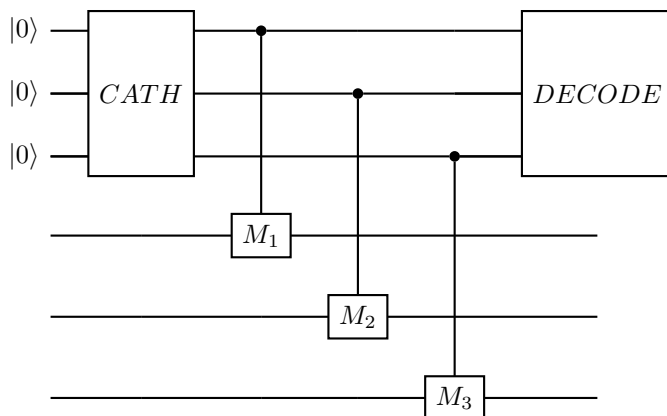 |0⟩
|0⟩ CATH DECODE
|0⟩
M₁
M₂
M₃